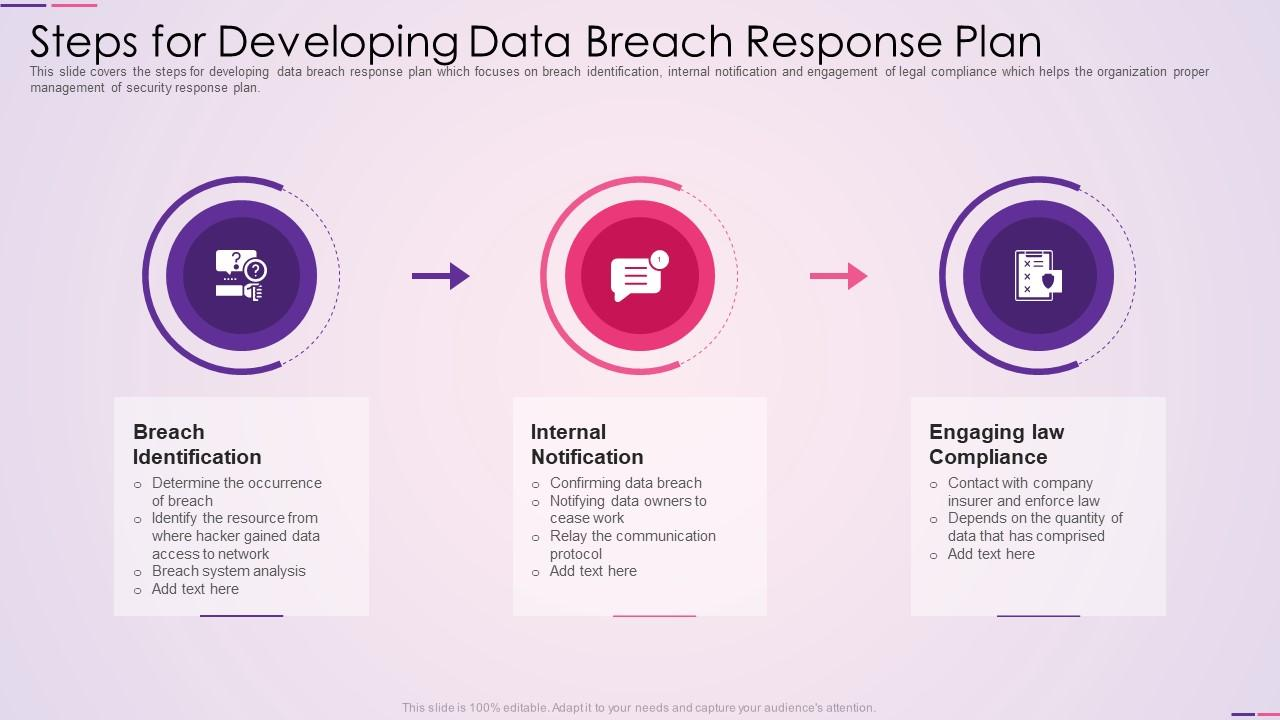 Steps for Developing Data Breach Response Plan
This slide covers the steps for developing data breach response plan which focuses on breach identification, internal notification and engagement of legal compliance which helps the organization proper
management of security response plan.
1
Breach
Identification
o Determine the occurrence
of breach
o Identify the resource from
where hacker gained data
access to network
o Breach system analysis
o Add text here
Internal
Notification
o Confirming data breach
o Notifying data owners to
cease work
o Relay the communication
protocol
o Add text here
Engaging law
Compliance
o Contact with company
insurer and enforce law
o Depends on the quantity of
data that has comprised
o Add text here
This slide is 100% editable. Adapt it to your needs and capture your audience's attention.